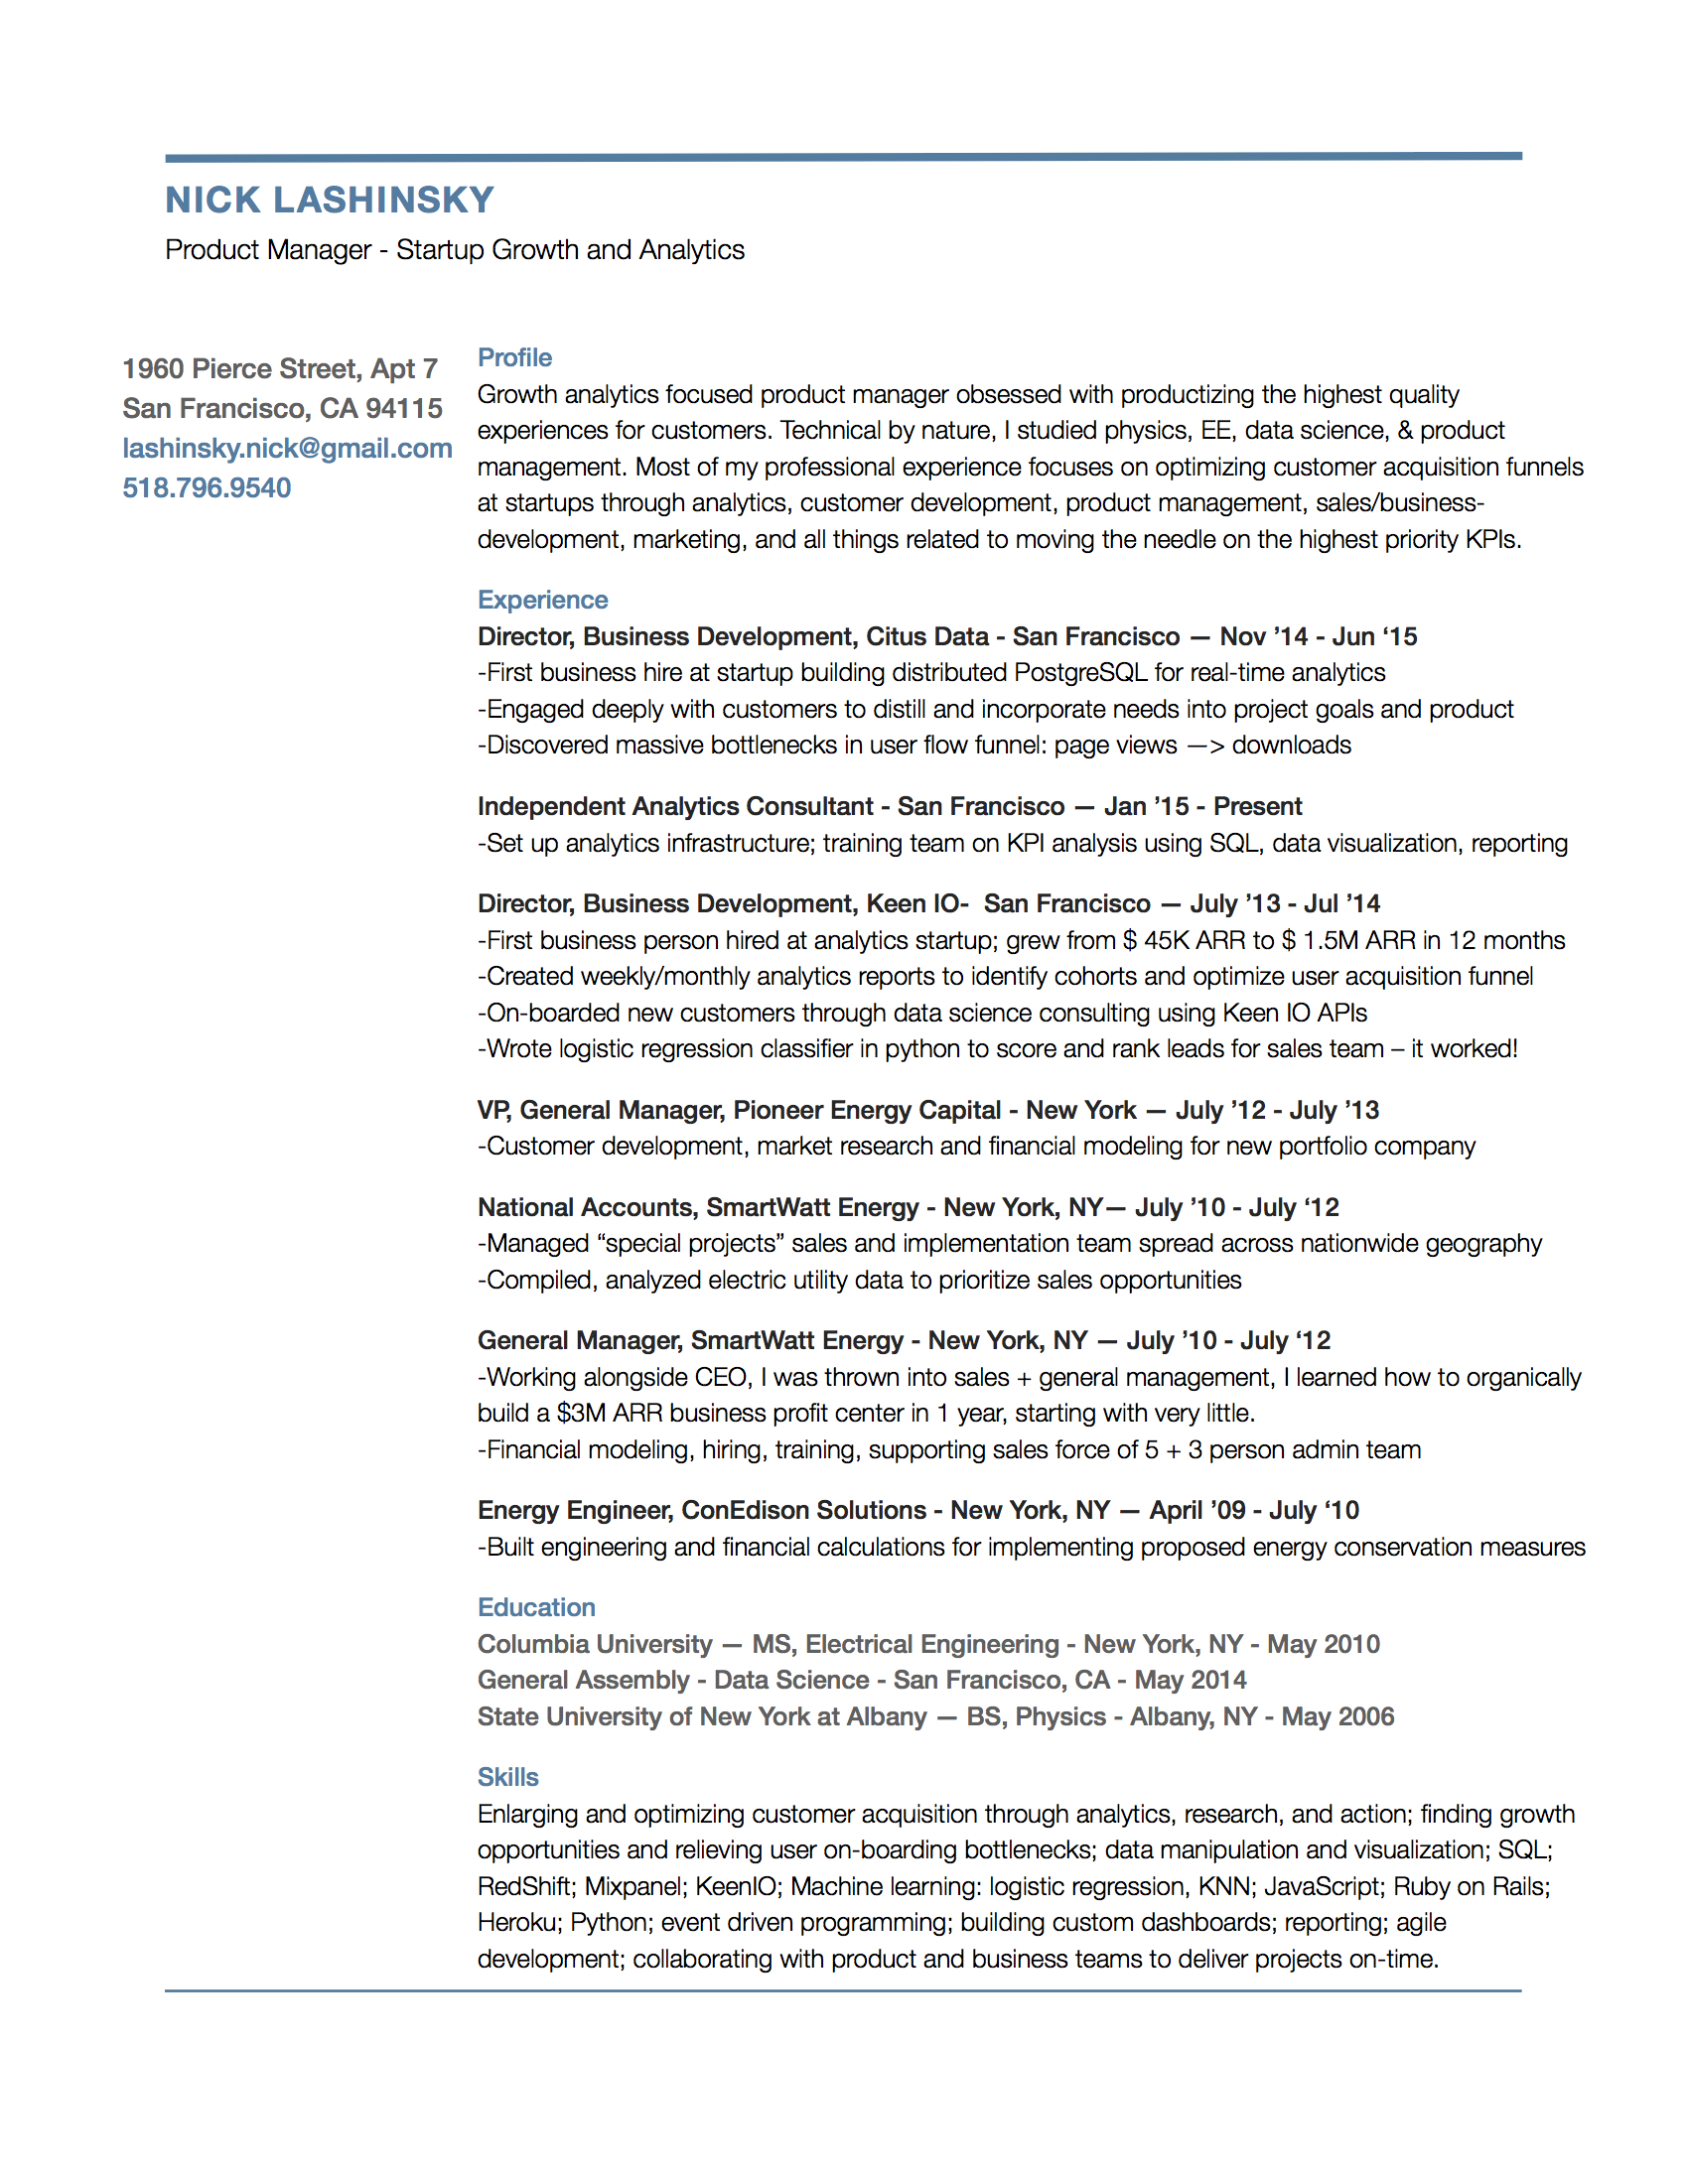 NICK LASHINSKY
Product Manager - Startup Growth and Analytics
1960 Pierce Street, Apt 7
San Francisco, CA 94115
lashinsky.nick@gmail.com
518.796.9540
Profile
Growth analytics focused product manager obsessed with productizing the highest quality
experiences for customers. Technical by nature, I studied physics, EE, data science, & product
management. Most of my professional experience focuses on optimizing customer acquisition funnels
at startups through analytics, customer development, product management, sales/business-
development, marketing, and all things related to moving the needle on the highest priority KPIs.
Experience
Director, Business Development, Citus Data - San Francisco — Nov ’14 - Jun ‘15
-First business hire at startup building distributed PostgreSQL for real-time analytics
-Engaged deeply with customers to distill and incorporate needs into project goals and product
-Discovered massive bottlenecks in user flow funnel: page views —> downloads
Independent Analytics Consultant - San Francisco — Jan ’15 - Present
-Set up analytics infrastructure; training team on KPI analysis using SQL, data visualization, reporting
Director, Business Development, Keen IO-  San Francisco — July ’13 - Jul ’14
-First business person hired at analytics startup; grew from $ 45K ARR to $ 1.5M ARR in 12 months
-Created weekly/monthly analytics reports to identify cohorts and optimize user acquisition funnel
-On-boarded new customers through data science consulting using Keen IO APIs
-Wrote logistic regression classifier in python to score and rank leads for sales team – it worked!
VP, General Manager, Pioneer Energy Capital - New York — July ’12 - July ’13
-Customer development, market research and financial modeling for new portfolio company
National Accounts, SmartWatt Energy - New York, NY— July ’10 - July ‘12
-Managed “special projects” sales and implementation team spread across nationwide geography
-Compiled, analyzed electric utility data to prioritize sales opportunities
General Manager, SmartWatt Energy - New York, NY — July ’10 - July ‘12
-Working alongside CEO, I was thrown into sales + general management, I learned how to organically
build a $3M ARR business profit center in 1 year, starting with very little.
-Financial modeling, hiring, training, supporting sales force of 5 + 3 person admin team
Energy Engineer, ConEdison Solutions - New York, NY — April ’09 - July ‘10
-Built engineering and financial calculations for implementing proposed energy conservation measures
Education
Columbia University — MS, Electrical Engineering - New York, NY - May 2010
General Assembly - Data Science - San Francisco, CA - May 2014
State University of New York at Albany — BS, Physics - Albany, NY - May 2006
Skills
Enlarging and optimizing customer acquisition through analytics, research, and action; finding growth
opportunities and relieving user on-boarding bottlenecks; data manipulation and visualization; SQL;
RedShift; Mixpanel; KeenIO; Machine learning: logistic regression, KNN; JavaScript; Ruby on Rails;
Heroku; Python; event driven programming; building custom dashboards; reporting; agile
development; collaborating with product and business teams to deliver projects on-time.